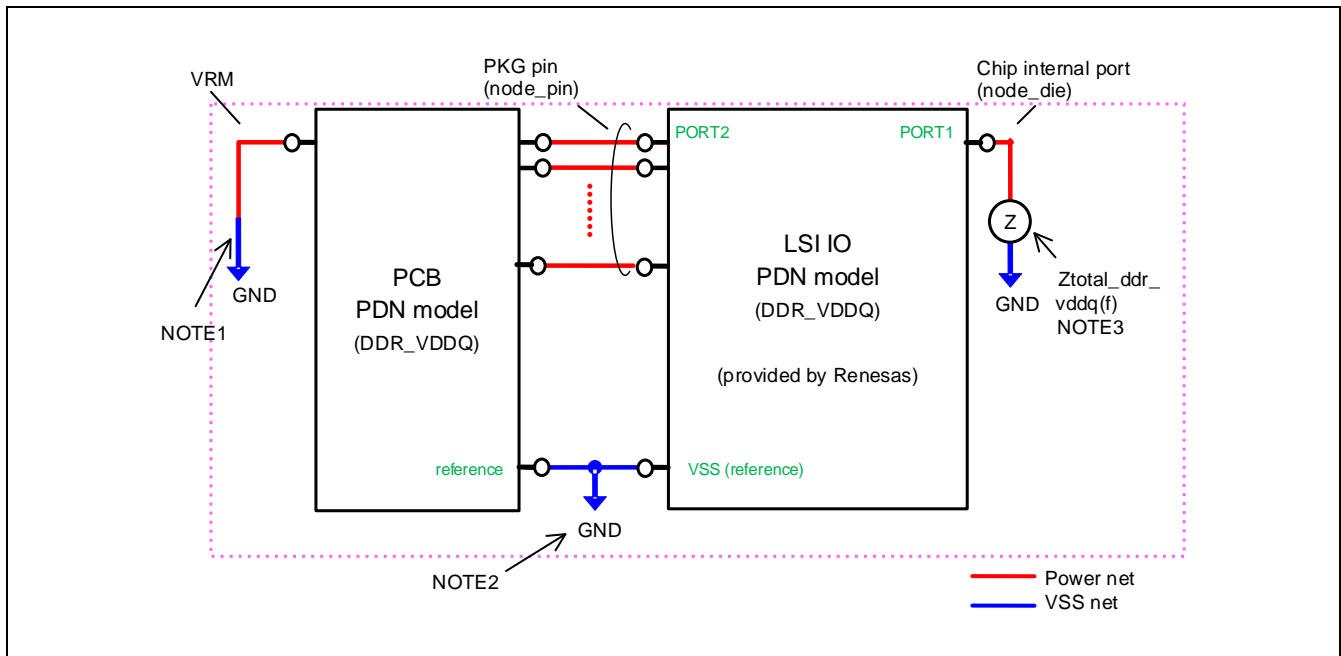 VRM
PKG pin
(node_pin)
Chip internal port
(node_die)
PORT2
PORT1
Z
GND
NOTE1
PCB
PDN model
(DDR_VDDQ)
LSI IO
PDN model
(DDR_VDDQ)
(provided by Renesas)
GND
Ztotal_ddr_
vddq(f)
NOTE3
reference
VSS (reference)
GND
NOTE2
Power net
VSS net